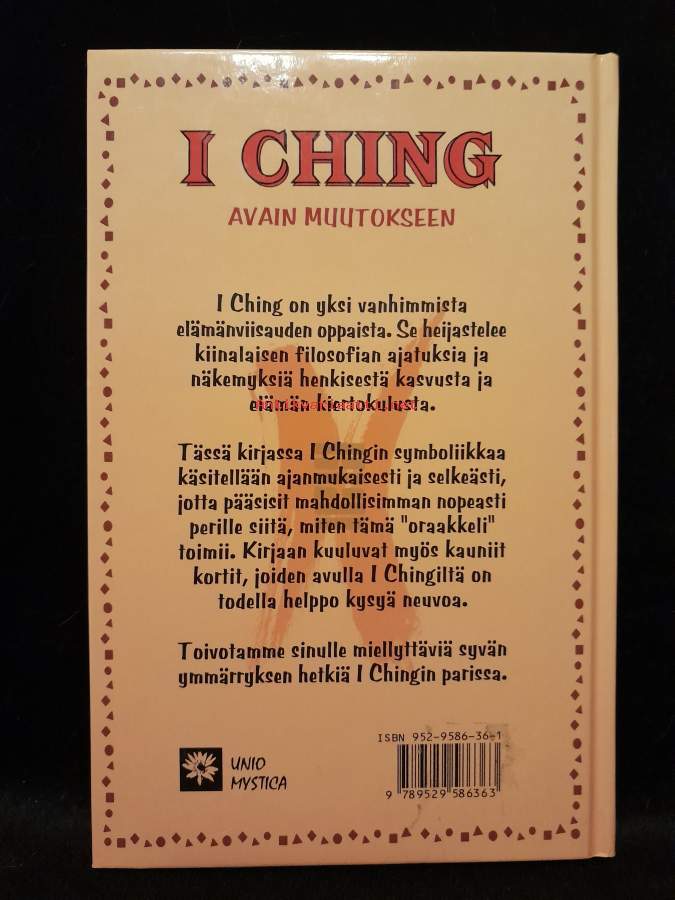 I CHING
AVAIN MUUTOKSEEN
I Ching on yksi vanhimmista
elämänviisauden oppaista. Se heijastelee
kiinalaisen filosofian ajatuksia ja
näkemyksiä henkisestä kasvusta ja
elämän kiertokulusta.
Tässä kirjassa I Chingin symboliikkaa
käsitellään ajanmukaisesti ja selkeästi,
jotta pääsisit mahdollisimman nopeasti
perille siitä, miten tämä "oraakkeli"
toimii. Kirjaan kuuluvat myös kauniit
kortit, joiden avulla I Chingiltä on
todella helppo kysyä neuvoa.
Toivotamme sinulle miellyttäviä syvän
ymmärryksen hetkiä I Chingin parissa.
ISBN 952-9586-36-1
UNIO
MYSTICA
9 789529 586363